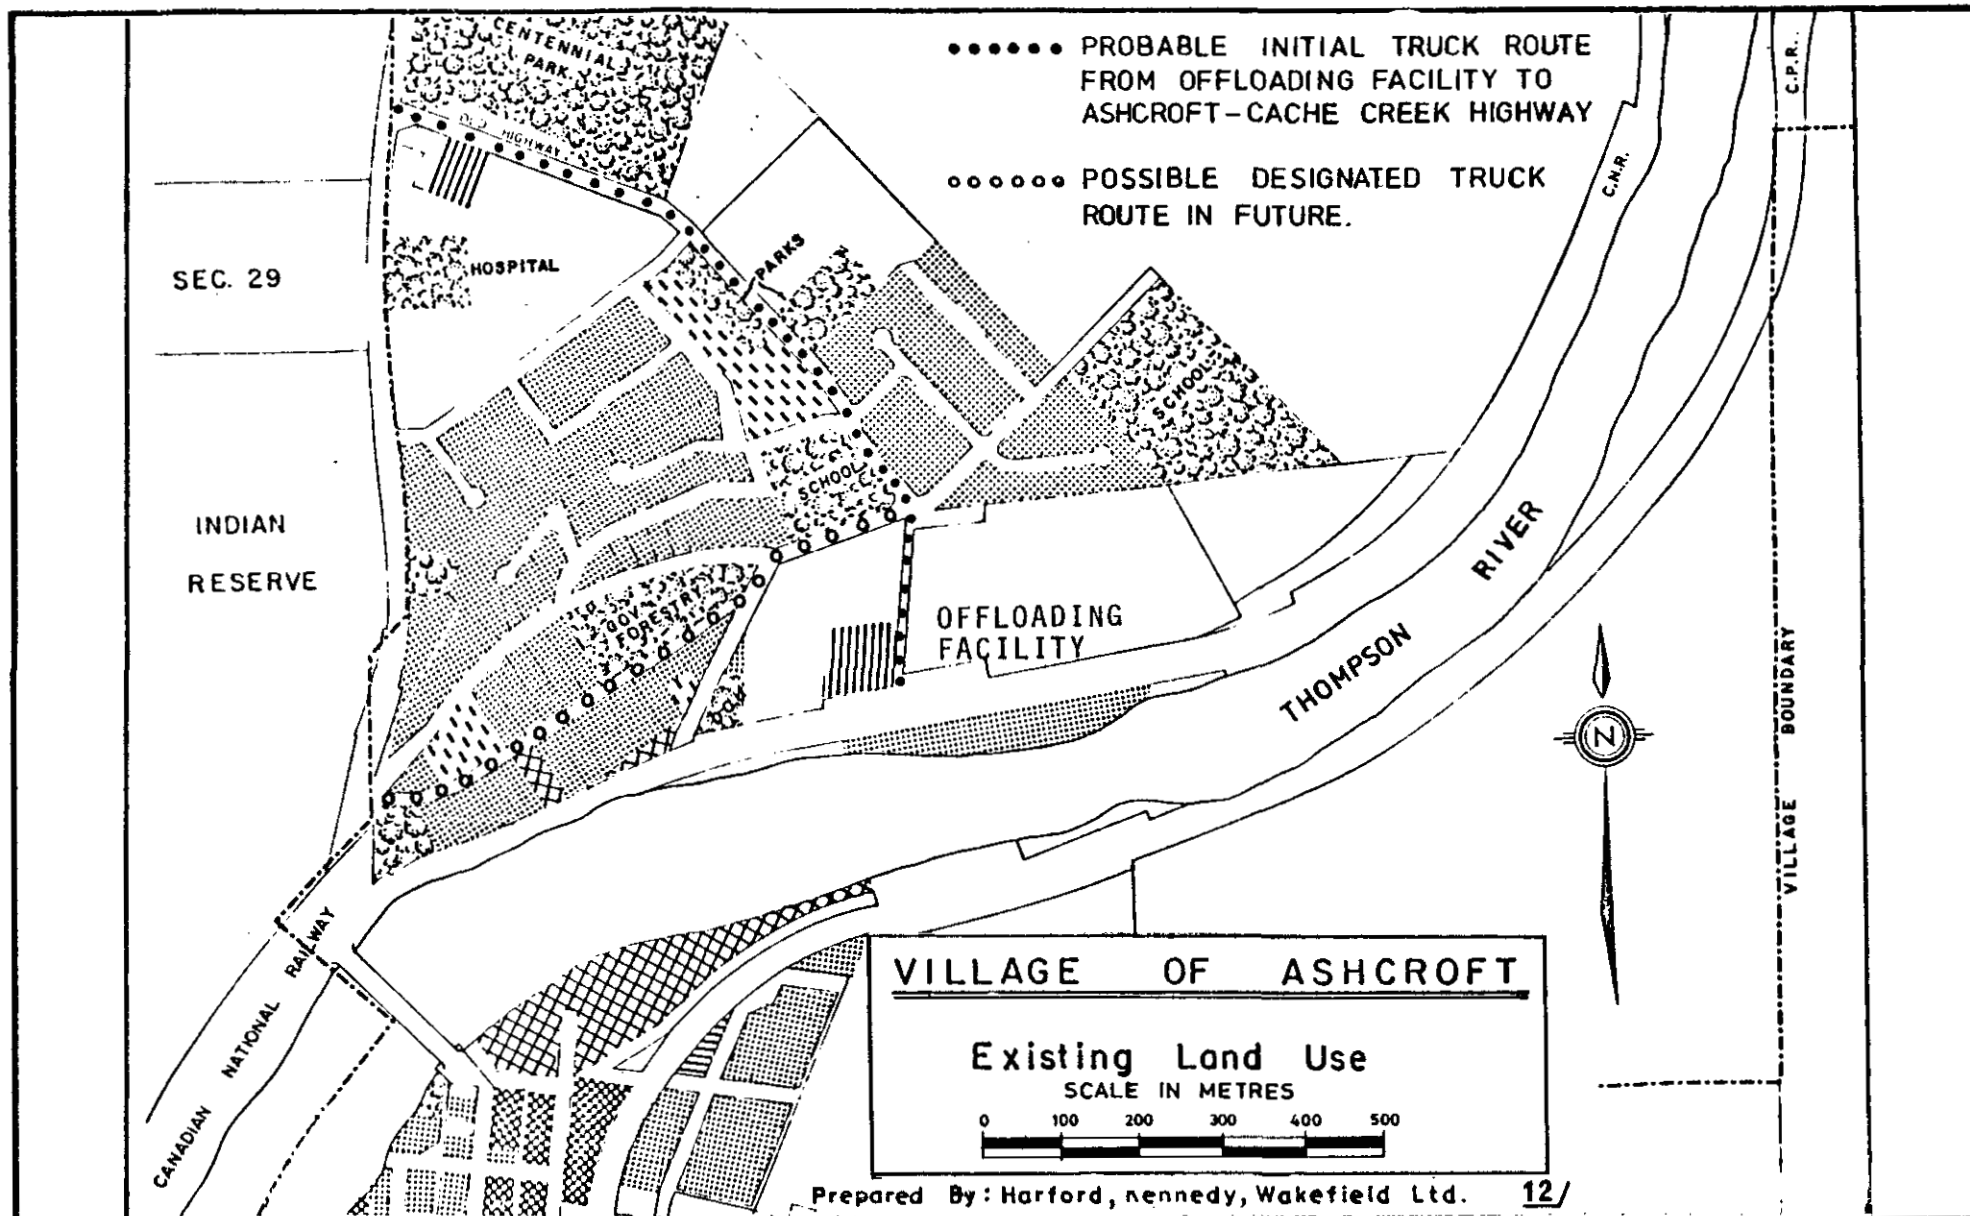 CENTENNIAL
PARK
OLD HIGHWAY
PROBABLE INITIAL TRUCK ROUTE
FROM OFFLOADING FACILITY TO
ASHCROFT-CACHE CREEK HIGHWAY
POSSIBLE DESIGNATED TRUCK
ROUTE IN FUTURE.
C.P.R.
C.N.R.
SEC. 29
HOSPITAL
PARKS
SCHOOL
SCHOOL
INDIAN
RESERVE
GOV.
FORESTRY
OFFLOADING
FACILITY
THOMPSON RIVER
N
VILLAGE BOUNDARY
CANADIAN NATIONAL RAILWAY
VILLAGE OF ASHCROFT
Existing Land Use
SCALE IN METRES
0 100 200 300 400 500
Prepared By: Harford, nennedy, Wakefield Ltd. 12/